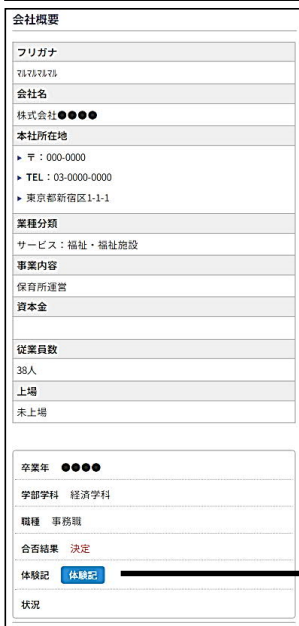 会社概要
フリガナ
ﾏﾙﾏﾙﾏﾙﾏﾙ
会社名
株式会社●●●●
本社所在地
▶ 〒：000-0000
▶ TEL：03-0000-0000
▶ 東京都新宿区1-1-1
業種分類
サービス：福祉・福祉施設
事業内容
保育所運営
資本金
従業員数
38人
上場
未上場
卒業年 ●●●●
学部学科 経済学科
職種 事務職
合否結果 決定
体験記 体験記
状況